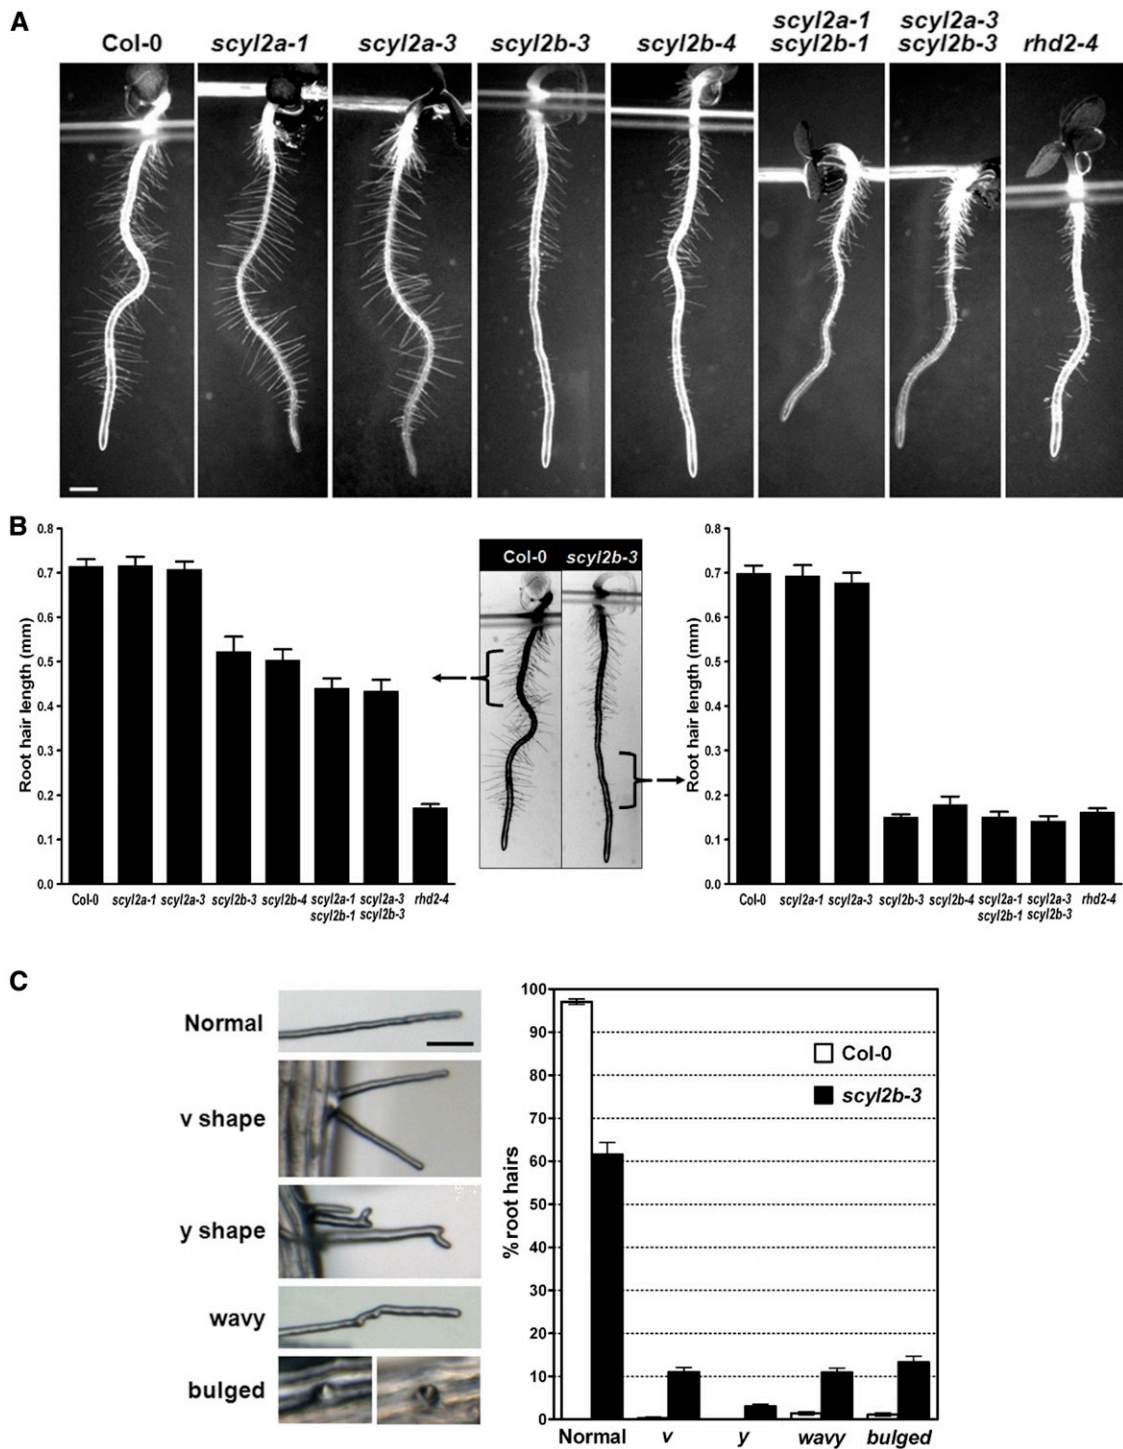 A
Col-0 scyl2a-1 scyl2a-3 scyl2b-3 scyl2b-4 scyl2a-1 scyl2a-3 rhd2-4
scyl2b-1 scyl2b-3
B
0.8
0.7
0.6
0.5
0.4
0.3
0.2
0.1
0.0
Root hair length (mm)
Col-0 scyl2a-1 scyl2a-3 scyl2b-3 scyl2b-4 scyl2a-1 scyl2a-3 rhd2-4
scyl2b-1 scyl2b-3
Col-0 scyl2b-3
0.8
0.7
0.6
0.5
0.4
0.3
0.2
0.1
0.0
Root hair length (mm)
Col-0 scyl2a-1 scyl2a-3 scyl2b-3 scyl2b-4 scyl2a-1 scyl2a-3 rhd2-4
scyl2b-1 scyl2b-3
C
Normal
v shape
y shape
wavy
bulged
100
90
80
70
60
50
40
30
20
10
0
% root hairs
Col-0
scyl2b-3
Normal v y wavy bulged